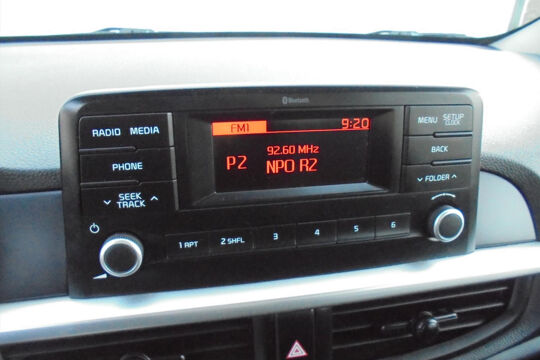 Bluetooth
RADIO MEDIA
PHONE
SEEK
TRACK
FM1 9:20
92.60 MHz
P2 NPO R2
MENU SETUP
CLOCK
BACK
FOLDER
1 RPT 2 SHFL 3 4 5 6